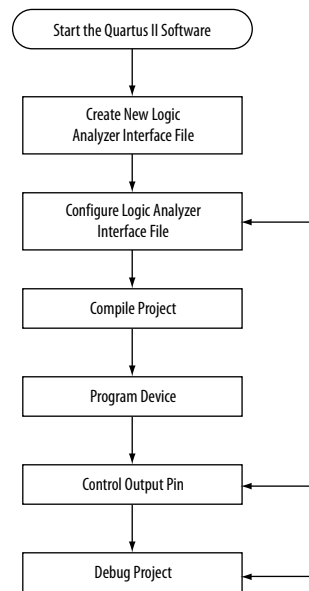 Start the Quartus II Software
Create New Logic
Analyzer Interface File
Configure Logic Analyzer
Interface File
Compile Project
Program Device
Control Output Pin
Debug Project